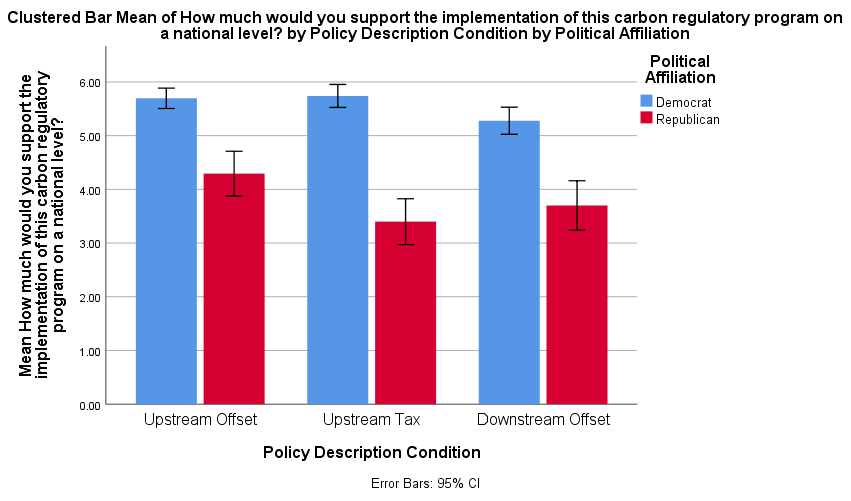 Clustered Bar Mean of How much would you support the implementation of this carbon regulatory program on
a national level? by Policy Description Condition by Political Affiliation
Mean How much would you support the
implementation of this carbon regulatory
program on a national level?
6.00
5.00
4.00
3.00
2.00
1.00
0.00
Upstream Offset
Upstream Tax
Downstream Offset
Policy Description Condition
Error Bars: 95% CI
Political
Affiliation
Democrat
Republican